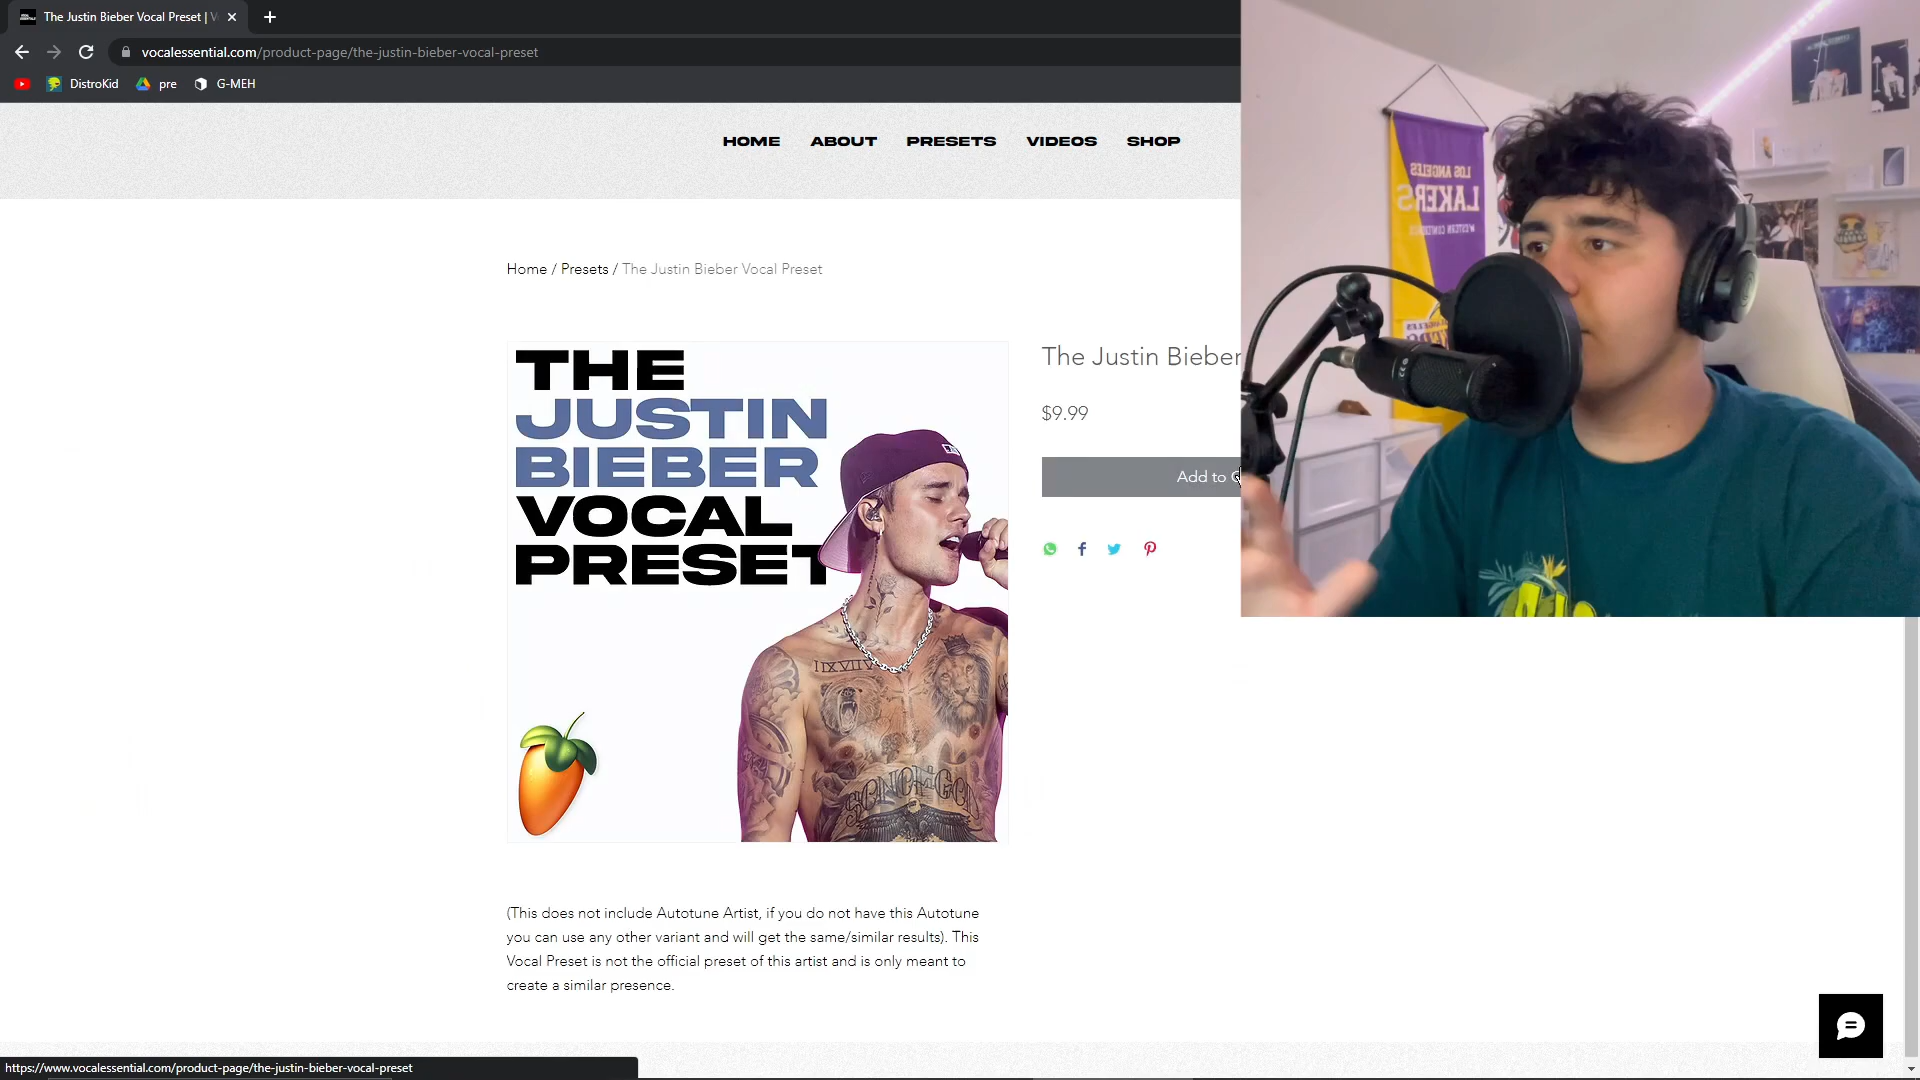 The Justin Bieber Vocal Preset | V
vocalessential.com/product-page/the-justin-bieber-vocal-preset
DistroKid
pre
G-MEH
HOME
ABOUT
PRESETS
VIDEOS
SHOP
Home / Presets / The Justin Bieber Vocal Preset
THE
JUSTIN
BIEBER
VOCAL
PRESET
The Justin Bieber
$9.99
Add to
LOS ANGELES
LAKERS
(This does not include Autotune Artist, if you do not have this Autotune
you can use any other variant and will get the same/similar results). This
Vocal Preset is not the official preset of this artist and is only meant to
create a similar presence.
https://www.vocalessential.com/product-page/the-justin-bieber-vocal-preset